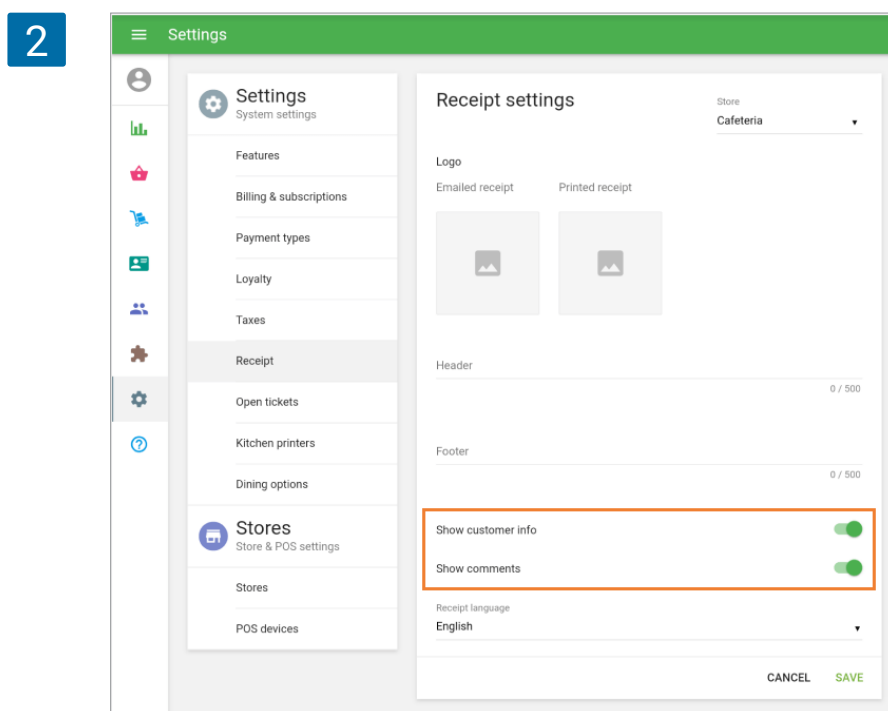 2
Settings
Settings
System settings
Features
Billing & subscriptions
Payment types
Loyalty
Taxes
Receipt
Open tickets
Kitchen printers
Dining options
Stores
Store & POS settings
Stores
POS devices
Receipt settings
Store
Cafeteria
Logo
Emailed receipt Printed receipt
Header
0 / 500
Footer
0 / 500
Show customer info
Show comments
Receipt language
English
CANCEL SAVE